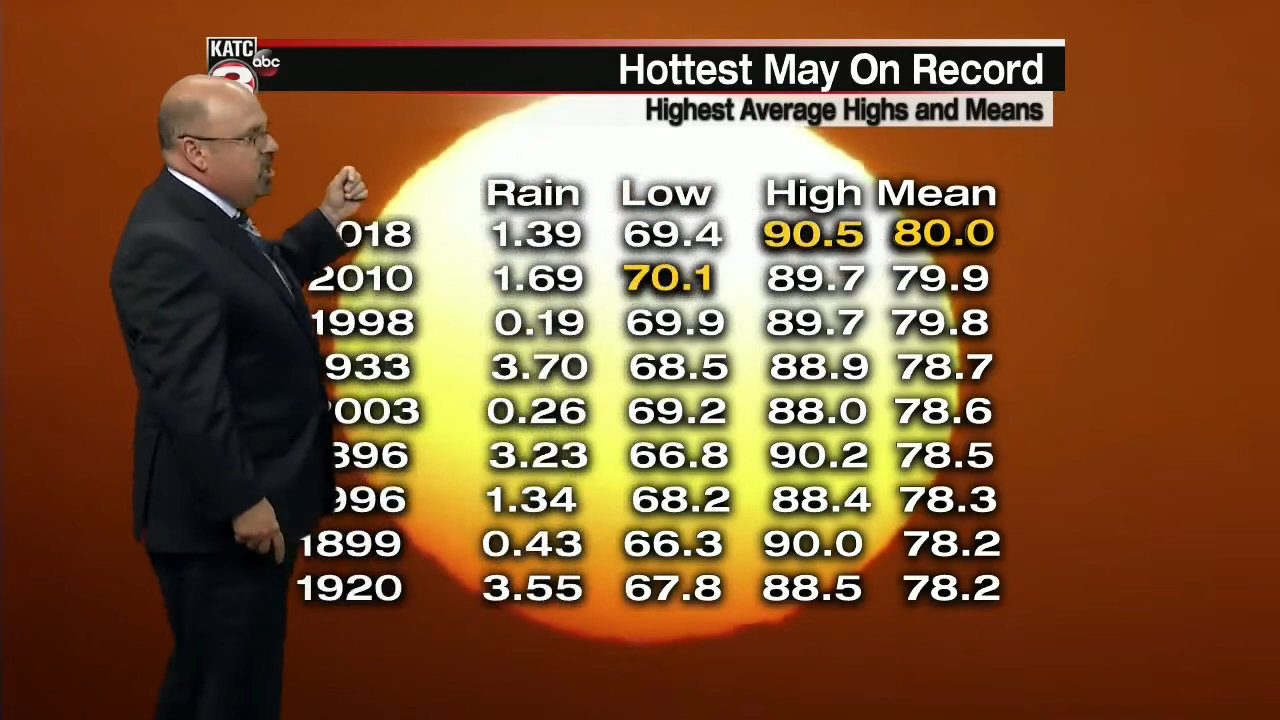 KATC
abc
3
Hottest May On Record
Highest Average Highs and Means
Rain Low High Mean
018 1.39 69.4 90.5 80.0
2010 1.69 70.1 89.7 79.9
1998 0.19 69.9 89.7 79.8
933 3.70 68.5 88.9 78.7
003 0.26 69.2 88.0 78.6
896 3.23 66.8 90.2 78.5
996 1.34 68.2 88.4 78.3
1899 0.43 66.3 90.0 78.2
1920 3.55 67.8 88.5 78.2